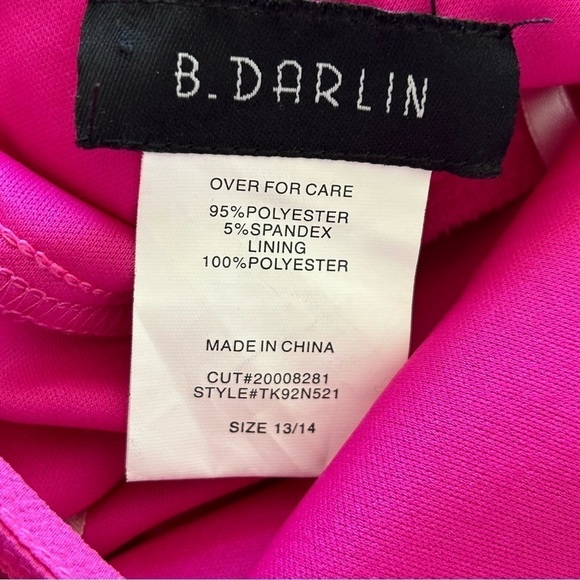 B.DARLIN
OVER FOR CARE
95%POLYESTER
5%SPANDEX
LINING
100%POLYESTER
MADE IN CHINA
CUT#20008281
STYLE#TK92N521
SIZE 13/14